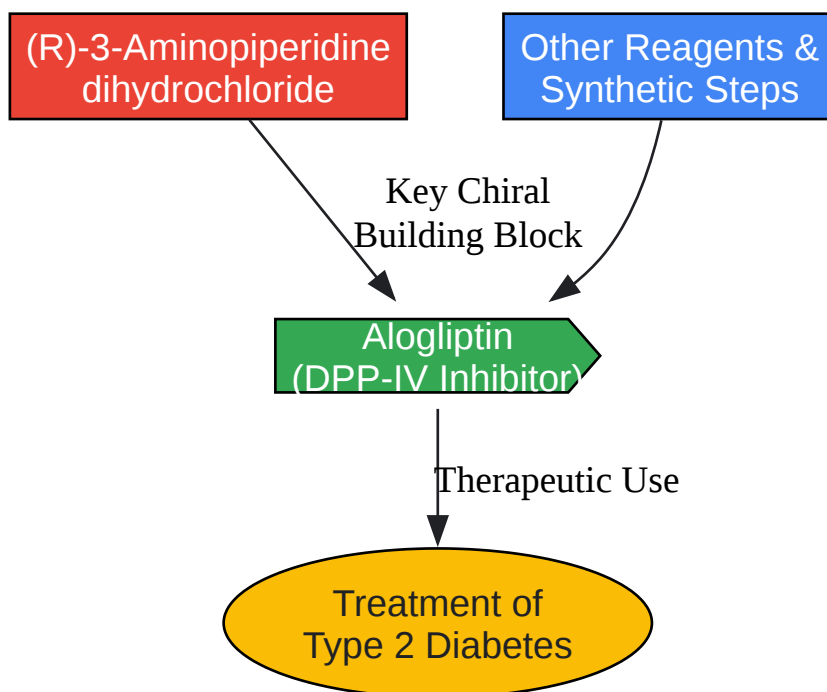 (R)-3-Aminopiperidine
dihydrochloride
Other Reagents &
Synthetic Steps
Key Chiral
Building Block
Alogliptin
(DPP-IV Inhibitor)
Therapeutic Use
Treatment of
Type 2 Diabetes